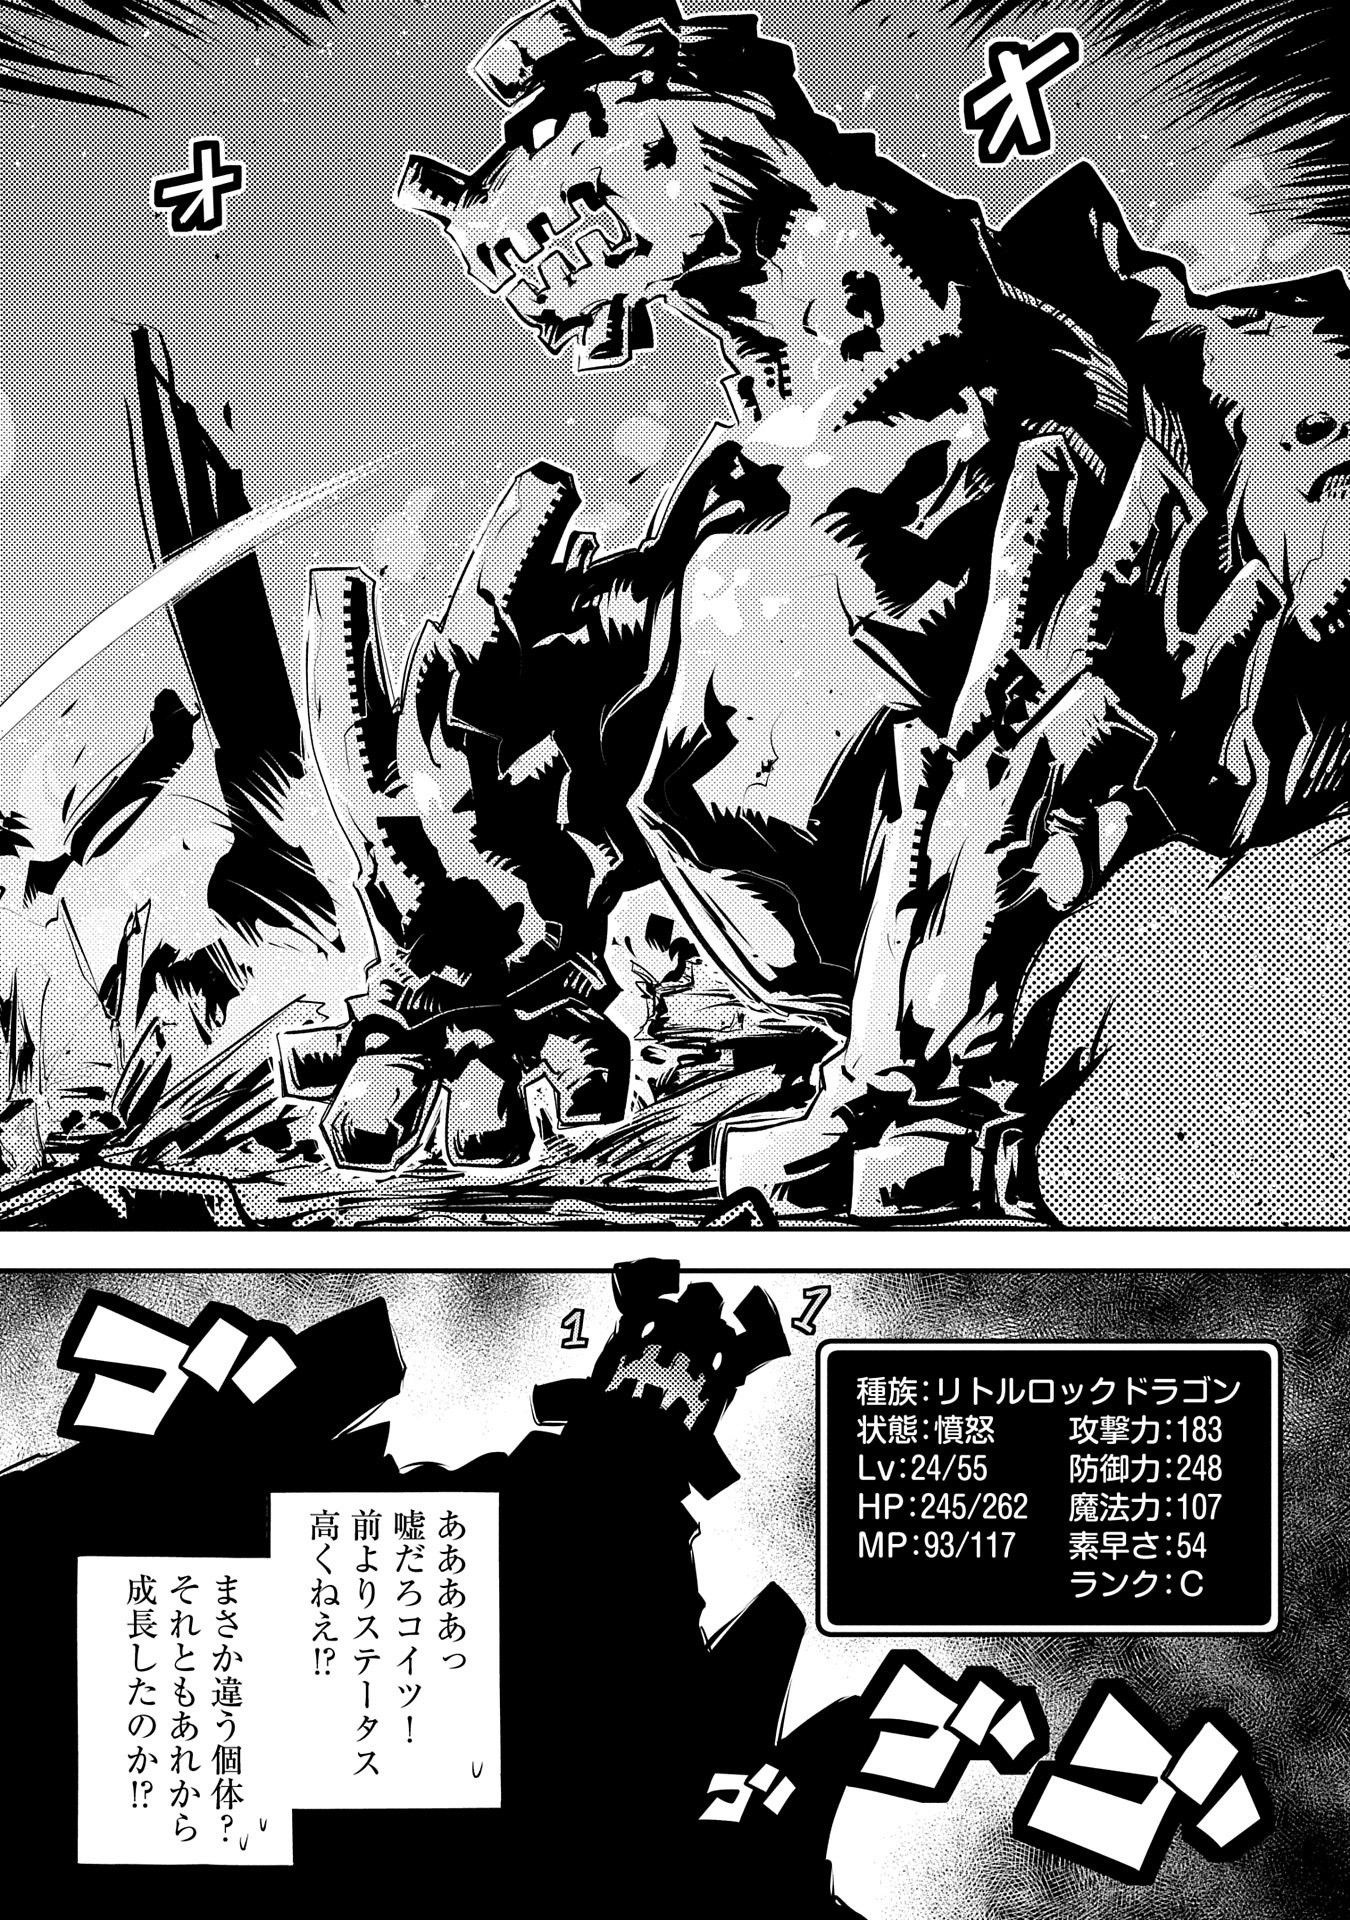 オ
オ
種族：リトルロックドラゴン
状態：憤怒
Lv：24/55
HP：245/262
MP：93/117
攻撃力：183
防御力：248
魔法力：107
素早さ：54
ランク：C
ああああっ
嘘だろコイツ！
前よりステータス
高くねえ!?
まさか違う個体？
それともあれから
成長したのか!?
ゴ
ゴ
ゴ
ゴ